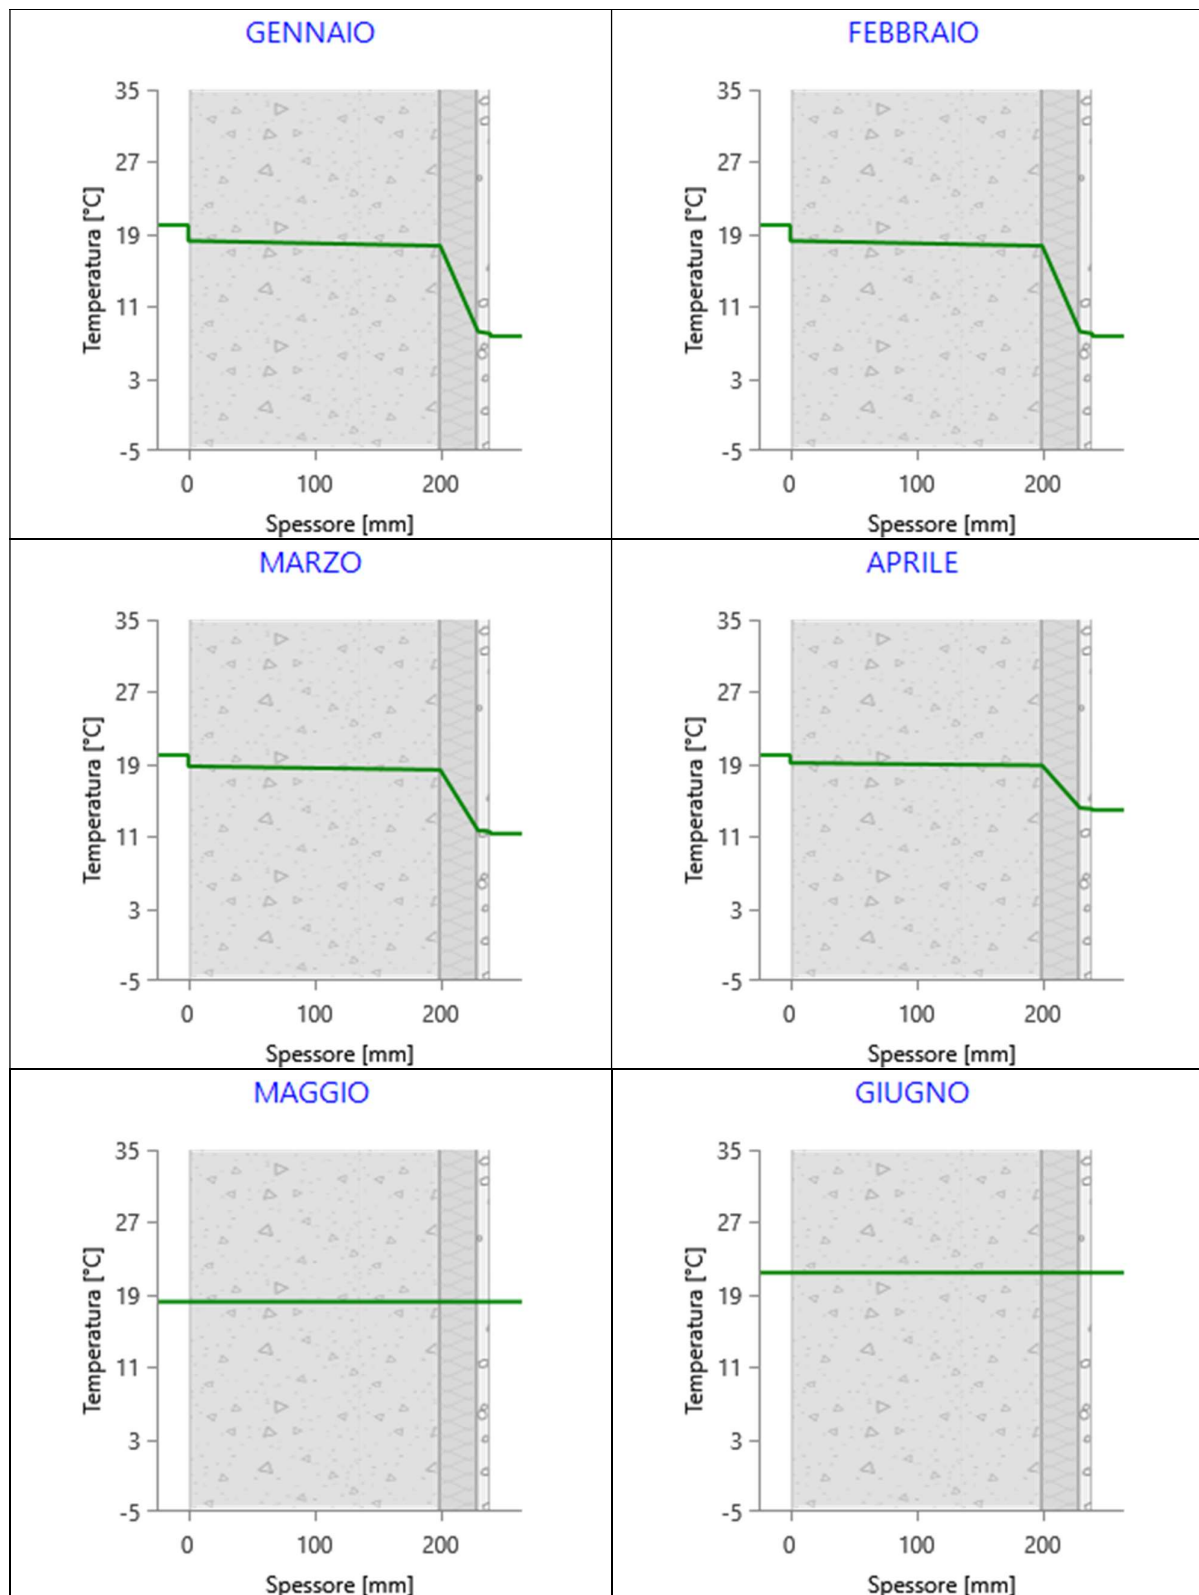 GENNAIO
35
27
19
11
3
-5
Temperatura [°C]
0 100 200
Spessore [mm]
FEBBRAIO
35
27
19
11
3
-5
Temperatura [°C]
0 100 200
Spessore [mm]
MARZO
35
27
19
11
3
-5
Temperatura [°C]
0 100 200
Spessore [mm]
APRILE
35
27
19
11
3
-5
Temperatura [°C]
0 100 200
Spessore [mm]
MAGGIO
35
27
19
11
3
-5
Temperatura [°C]
0 100 200
Spessore [mm]
GIUGNO
35
27
19
11
3
-5
Temperatura [°C]
0 100 200
Spessore [mm]